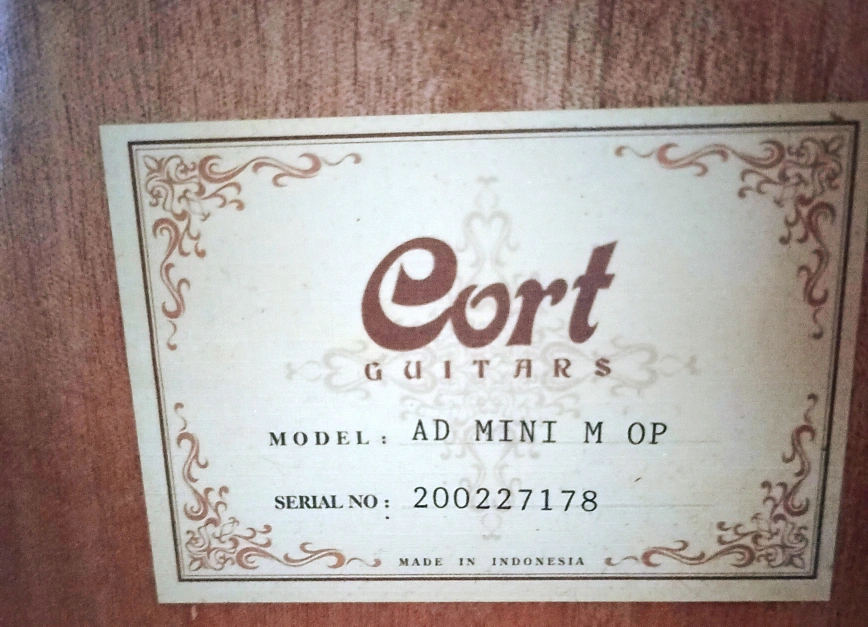 Cort
GUITARS
MODEL: AD MINI M OP
SERIAL NO: 200227178
MADE IN INDONESIA